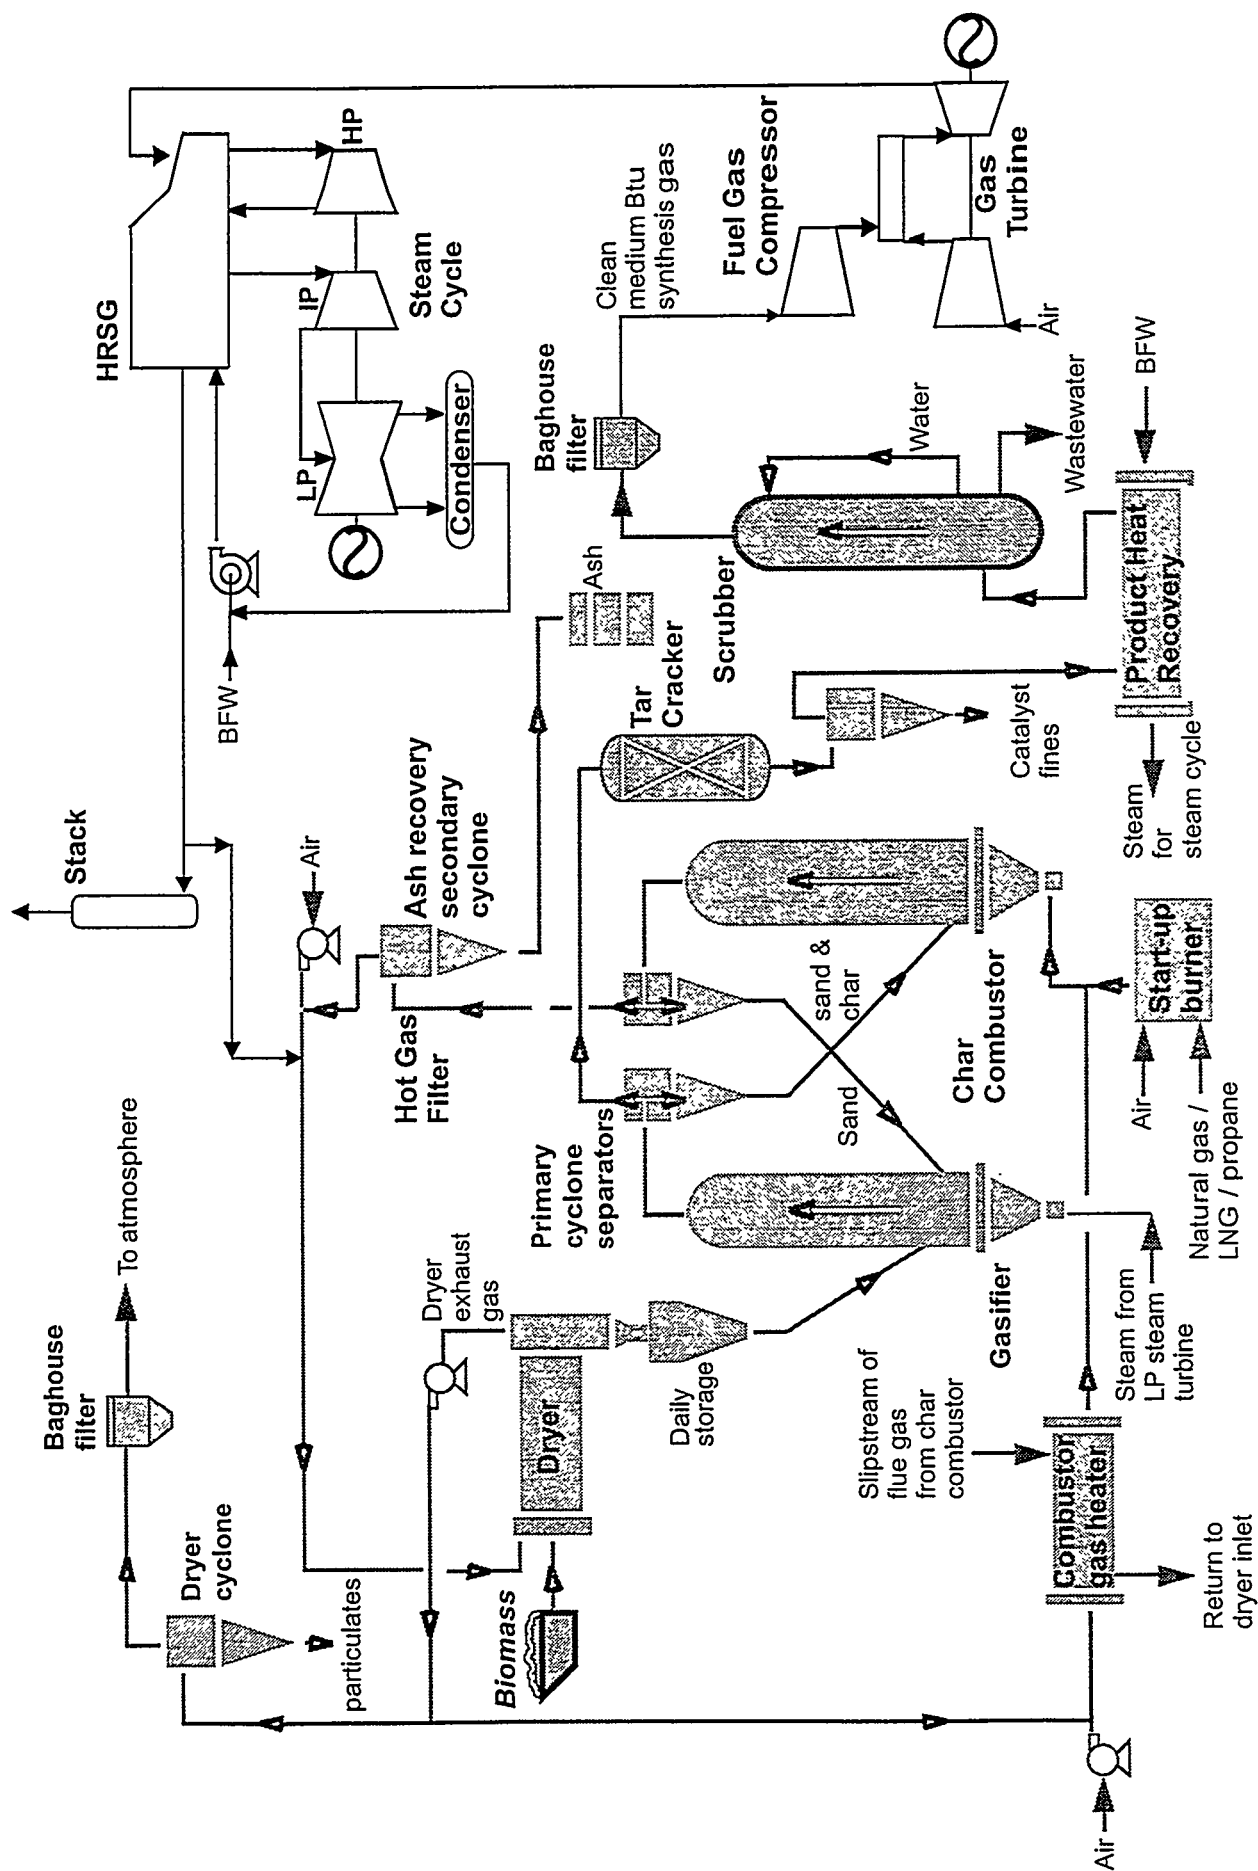 Baghouse
filter
To atmosphere
Dryer
cyclone
particulates
Stack
HRSG
BFW
HP
IP
LP
Steam
Cycle
Condenser
Air
Hot Gas
Filter
Ash recovery
secondary
cyclone
Ash
Dryer
exhaust
gas
Biomass
Dryer
Daily
storage
Primary
cyclone
separators
Sand
sand &
char
Tar
Cracker
Baghouse
filter
Clean
medium Btu
synthesis gas
Fuel Gas
Compressor
Gas
Turbine
Air
Scrubber
Water
Wastewater
Catalyst
fines
Product Heat
Recovery
BFW
Steam
for
steam cycle
Gasifier
Char
Combustor
Slipstream of
flue gas
from char
combustor
Combustor
gas heater
Return to
dryer inlet
Air
Steam from
LP steam
turbine
Air
Natural gas /
LNG / propane
Start-up
burner